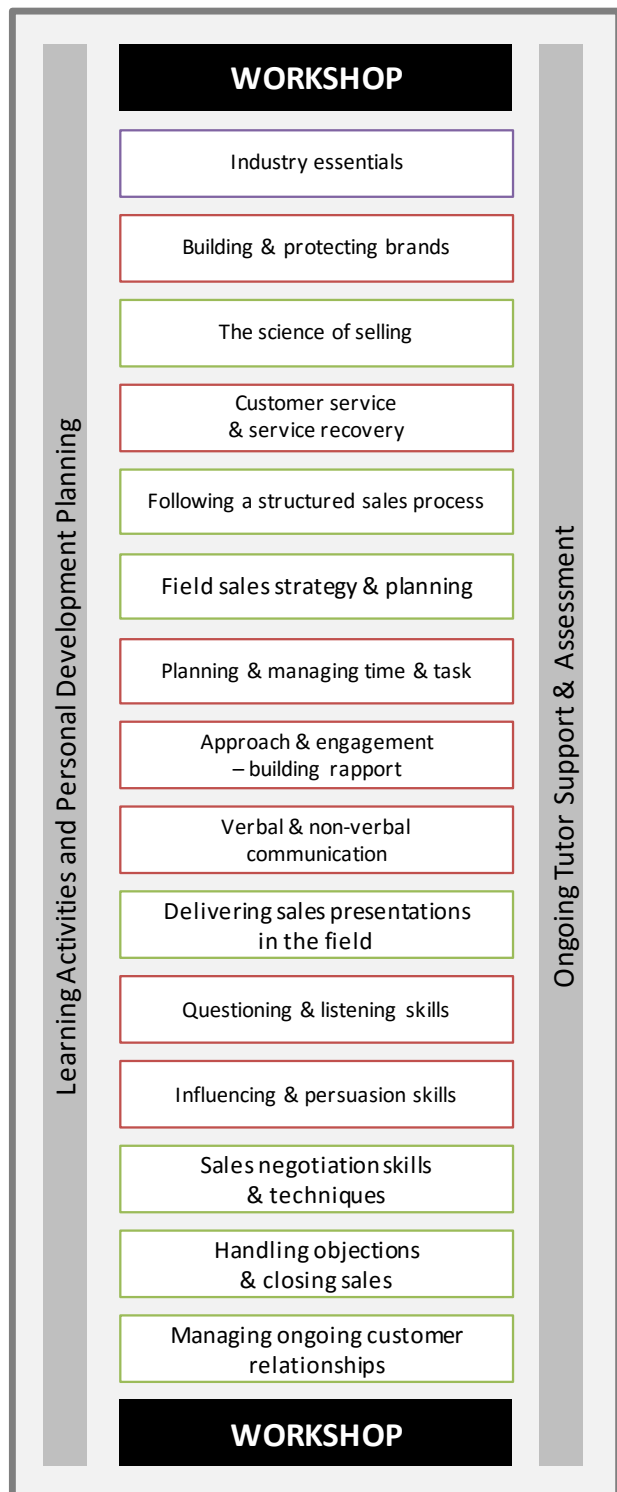 WORKSHOP
Industry essentials
Building & protecting brands
The science of selling
Customer service
& service recovery
Following a structured sales process
Field sales strategy & planning
Planning & managing time & task
Approach & engagement
– building rapport
Verbal & non-verbal
communication
Delivering sales presentations
in the field
Questioning & listening skills
Influencing & persuasion skills
Sales negotiation skills
& techniques
Handling objections
& closing sales
Managing ongoing customer
relationships
WORKSHOP
Learning Activities and Personal Development Planning
Ongoing Tutor Support & Assessment